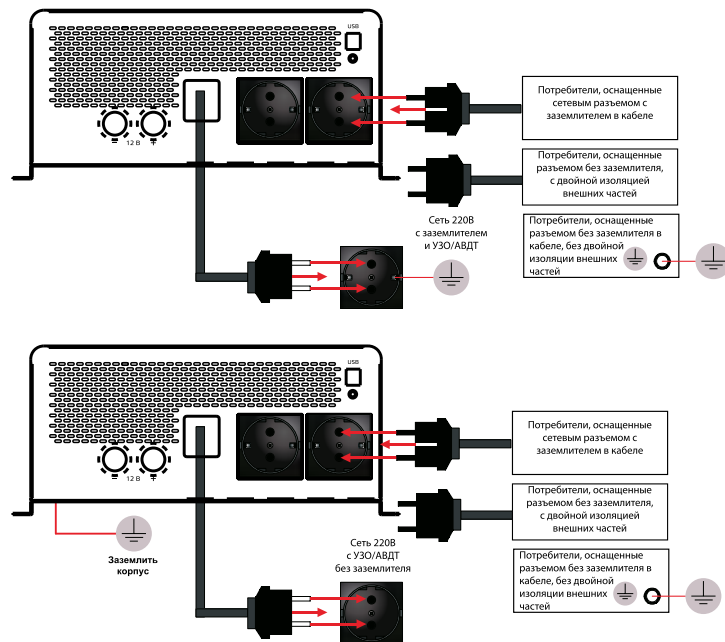 USB
12 В
Потребители, оснащенные
сетевым разъемом с
заземлителем в кабеле
Потребители, оснащенные
разъемом без заземлителя,
с двойной изоляцией
внешних частей
Сеть 220В
с заземлителем
и УЗО/АВДТ
Потребители, оснащенные
разъемом без заземлителя в
кабеле, без двойной
изоляции внешних
частей
USB
12 В
Потребители, оснащенные
сетевым разъемом с
заземлителем в кабеле
Потребители, оснащенные
разъемом без заземлителя,
с двойной изоляцией
внешних частей
Заземлить
корпус
Сеть 220В
с УЗО/АВДТ
без заземлителя
Потребители, оснащенные
разъемом без заземлителя в
кабеле, без двойной
изоляции внешних
частей